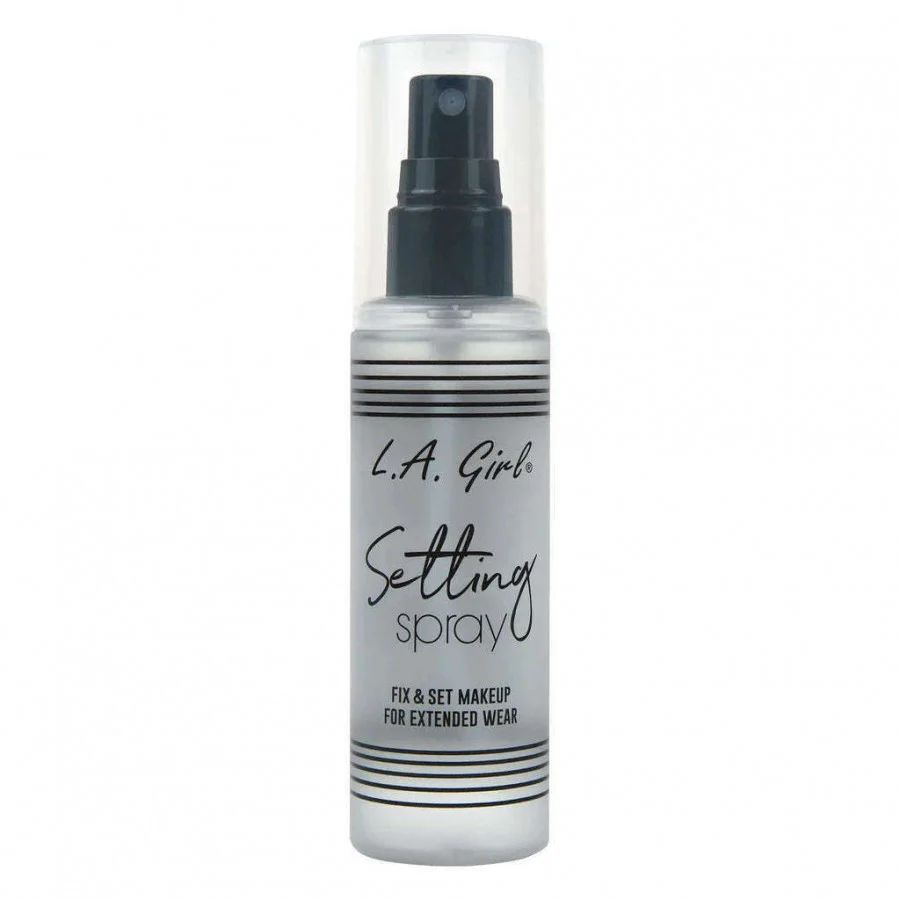 L.A. Girl®
Setting
spray
FIX & SET MAKEUP
FOR EXTENDED WEAR